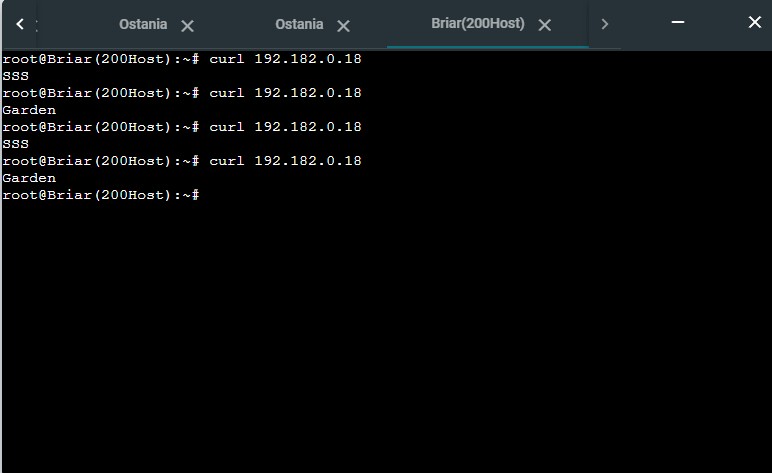 Ostania
Ostania
Briar(200Host)
root@Briar(200Host):~# curl 192.182.0.18
SSS
root@Briar(200Host):~# curl 192.182.0.18
Garden
root@Briar(200Host):~# curl 192.182.0.18
SSS
root@Briar(200Host):~# curl 192.182.0.18
Garden
root@Briar(200Host):~#